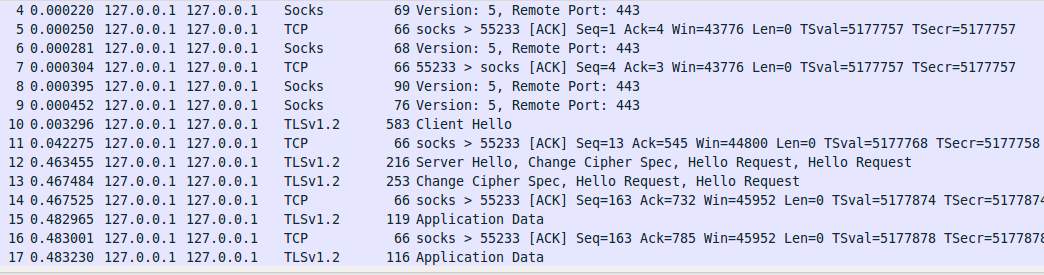 4 0.000220 127.0.0.1 127.0.0.1 Socks 69 Version: 5, Remote Port: 443
5 0.000250 127.0.0.1 127.0.0.1 TCP 66 socks > 55233 [ACK] Seq=1 Ack=4 Win=43776 Len=0 TSval=5177757 TSecr=5177757
6 0.000281 127.0.0.1 127.0.0.1 Socks 68 Version: 5, Remote Port: 443
7 0.000304 127.0.0.1 127.0.0.1 TCP 66 55233 > socks [ACK] Seq=4 Ack=3 Win=43776 Len=0 TSval=5177757 TSecr=5177757
8 0.000395 127.0.0.1 127.0.0.1 Socks 90 Version: 5, Remote Port: 443
9 0.000452 127.0.0.1 127.0.0.1 Socks 76 Version: 5, Remote Port: 443
10 0.003296 127.0.0.1 127.0.0.1 TLSv1.2 583 Client Hello
11 0.042275 127.0.0.1 127.0.0.1 TCP 66 socks > 55233 [ACK] Seq=13 Ack=545 Win=44800 Len=0 TSval=5177768 TSecr=5177758
12 0.463455 127.0.0.1 127.0.0.1 TLSv1.2 216 Server Hello, Change Cipher Spec, Hello Request, Hello Request
13 0.467484 127.0.0.1 127.0.0.1 TLSv1.2 253 Change Cipher Spec, Hello Request, Hello Request
14 0.467525 127.0.0.1 127.0.0.1 TCP 66 socks > 55233 [ACK] Seq=163 Ack=732 Win=45952 Len=0 TSval=5177874 TSecr=5177874
15 0.482965 127.0.0.1 127.0.0.1 TLSv1.2 119 Application Data
16 0.483001 127.0.0.1 127.0.0.1 TCP 66 socks > 55233 [ACK] Seq=163 Ack=785 Win=45952 Len=0 TSval=5177878 TSecr=5177878
17 0.483230 127.0.0.1 127.0.0.1 TLSv1.2 116 Application Data